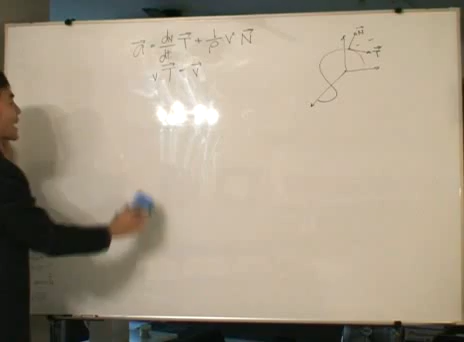 a⃗ = dv/dt T⃗ + 1/ρ v N⃗
v T⃗ = v⃗
N⃗
T⃗